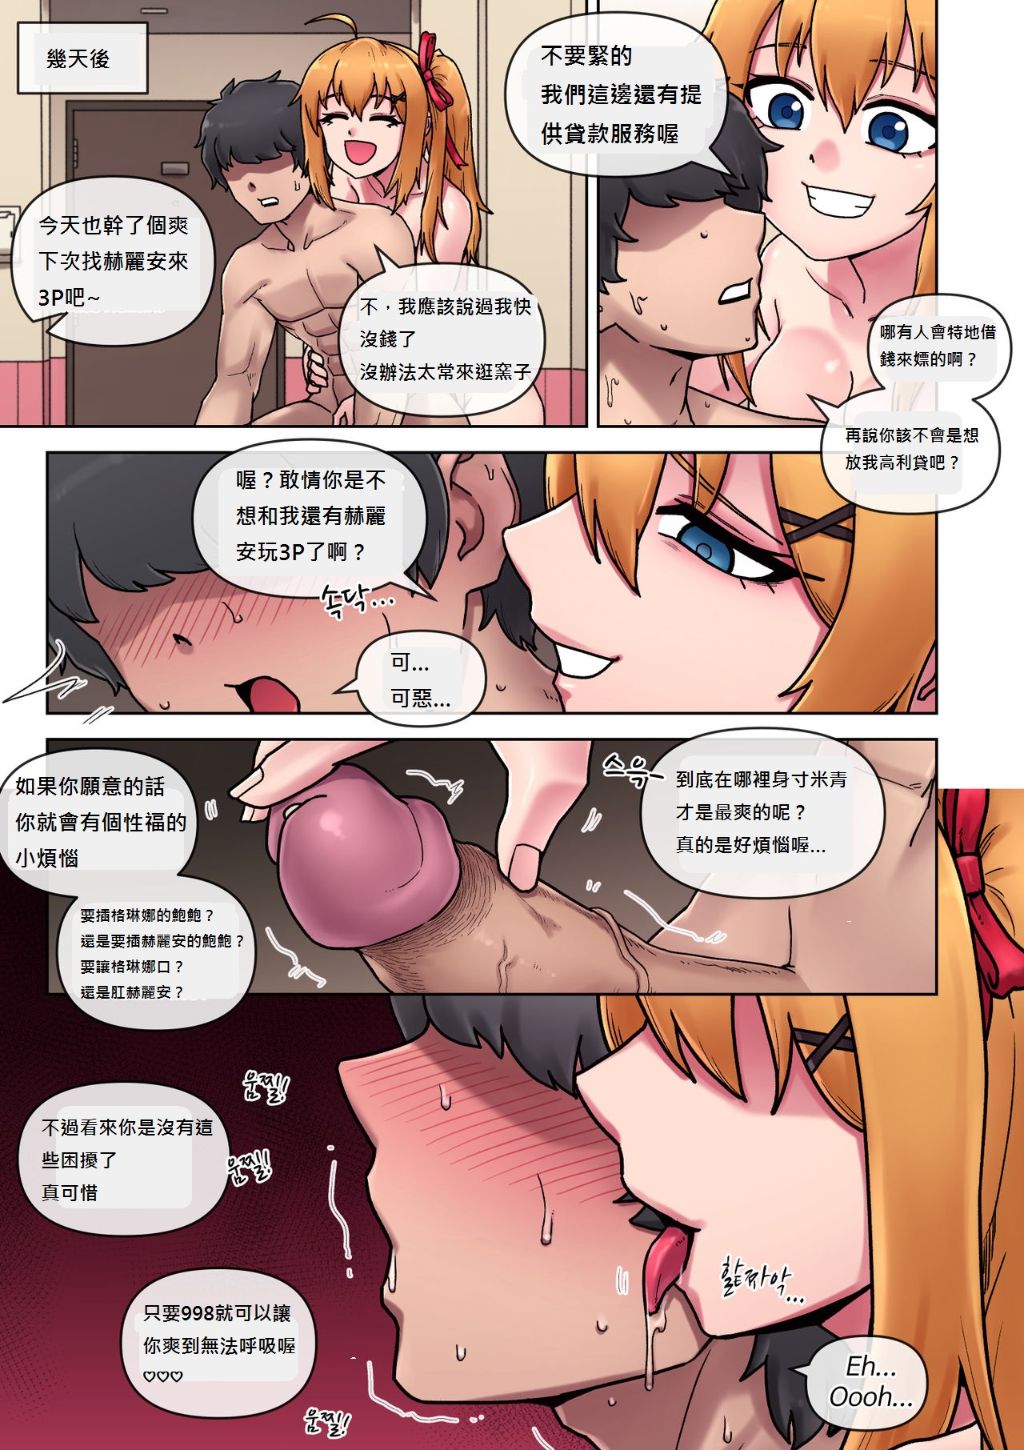 幾天後
今天也幹了個爽
下次找赫麗安來
3P吧~
不，我應該說過我快
沒錢了
沒辦法太常來逛窯子
不要緊的
我們這邊還有提
供貸款服務喔
哪有人會特地借
錢來嫖的啊？
再說你該不會是想
放我高利貸吧？
喔？敢情你是不
想和我還有赫麗
安玩3P了啊？
속닥...
可...
可惡...
如果你願意的話
你就會有個性福的
小煩惱
스윽
到底在哪裡身寸米青
才是最爽的呢？
真的是好煩惱喔...
要插格琳娜的鮑鮑？
還是要插赫麗安的鮑鮑？
要讓格琳娜口？
還是肛赫麗安？
움찔!
不過看來你是沒有這
些困擾了
真可惜
움찔!
할짜악...
只要998就可以讓
你爽到無法呼吸喔
♡♡♡
Eh...
Oooh...
움찔!